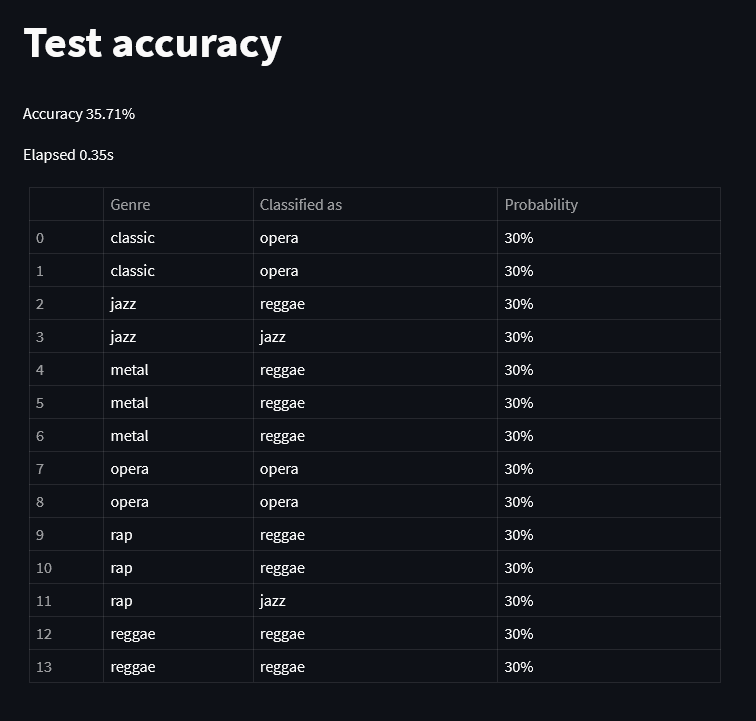 Test accuracy
Accuracy 35.71%
Elapsed 0.35s
Genre Classified as Probability
0 classic opera 30%
1 classic opera 30%
2 jazz reggae 30%
3 jazz jazz 30%
4 metal reggae 30%
5 metal reggae 30%
6 metal reggae 30%
7 opera opera 30%
8 opera opera 30%
9 rap reggae 30%
10 rap reggae 30%
11 rap jazz 30%
12 reggae reggae 30%
13 reggae reggae 30%